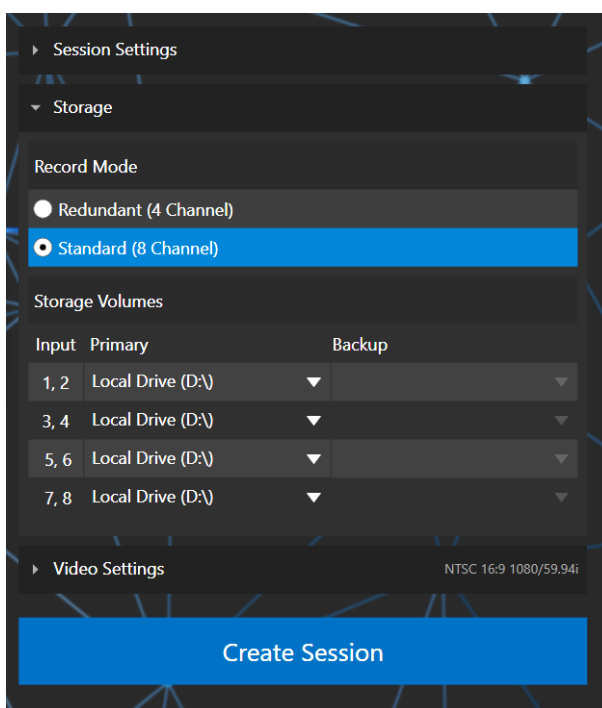 Session Settings
Storage
Record Mode
Redundant (4 Channel)
Standard (8 Channel)
Storage Volumes
Input Primary Backup
1, 2 Local Drive (D:\)
3, 4 Local Drive (D:\)
5, 6 Local Drive (D:\)
7, 8 Local Drive (D:\)
Video Settings NTSC 16:9 1080/59.94i
Create Session